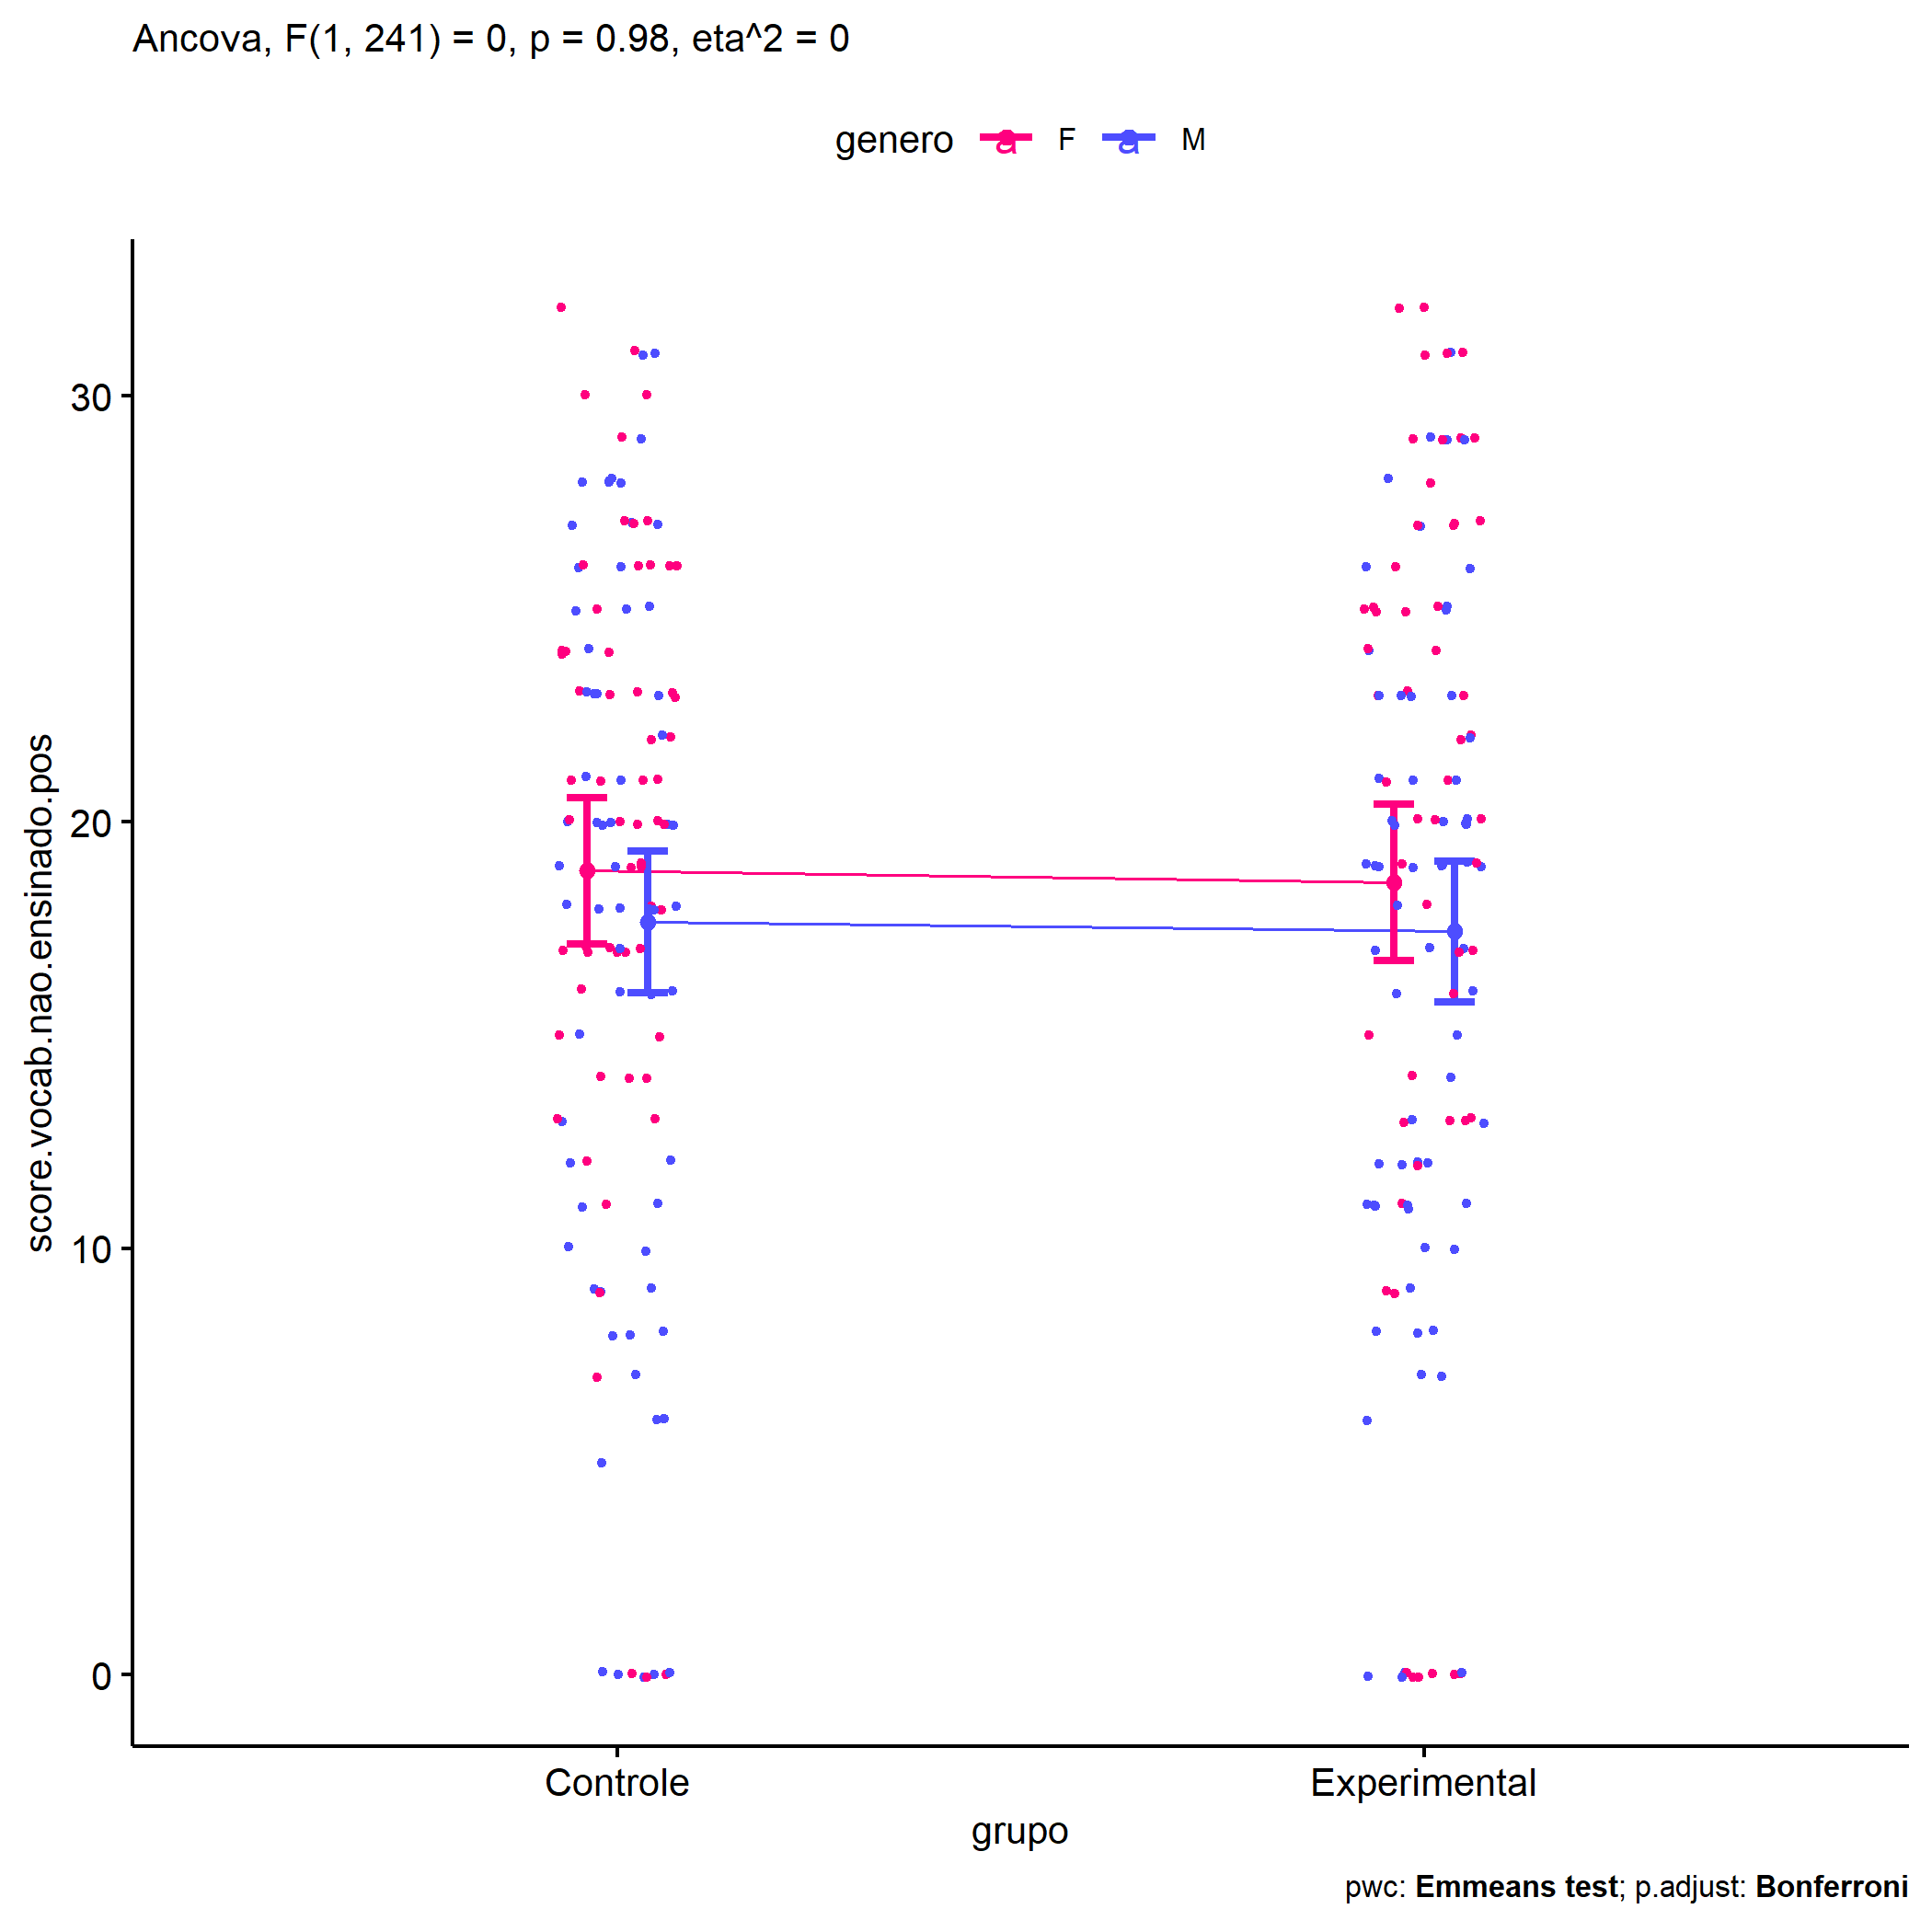 Ancova, F(1, 241) = 0, p = 0.98, eta^2 = 0
genero a F a M
score.vocab.nao.ensinado.pos
30
20
10
0
Controle Experimental
grupo
pwc: Emmeans test; p.adjust: Bonferroni